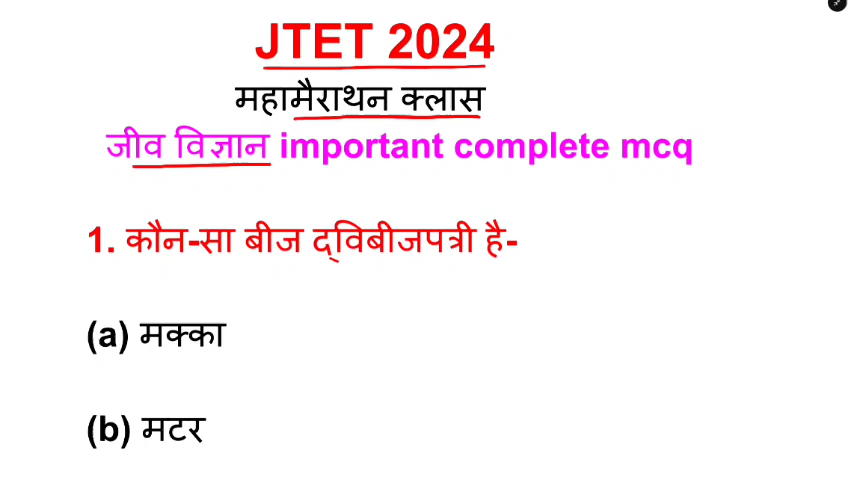 JTET 2024
महामैराथन क्लास
जीव विज्ञान important complete mcq
1. कौन-सा बीज द्विबीजपत्री है-
(a) मक्का
(b) मटर